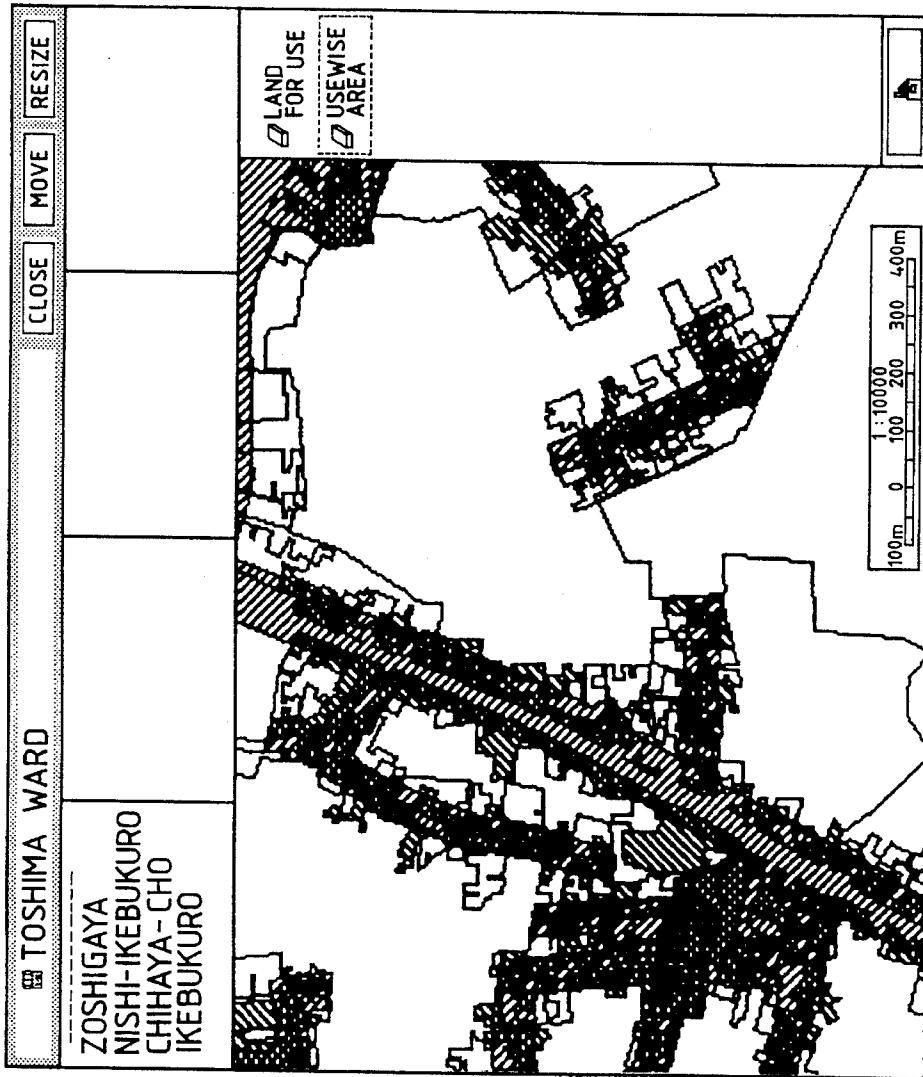 TOSHIMA WARD
CLOSE MOVE RESIZE
ZOSHIGAYA
NISHI-IKEBUKURO
CHIHAYA-CHO
IKEBUKURO
LAND
FOR USE
USEWISE
AREA
1:10000
100m 0 100 200 300 400m